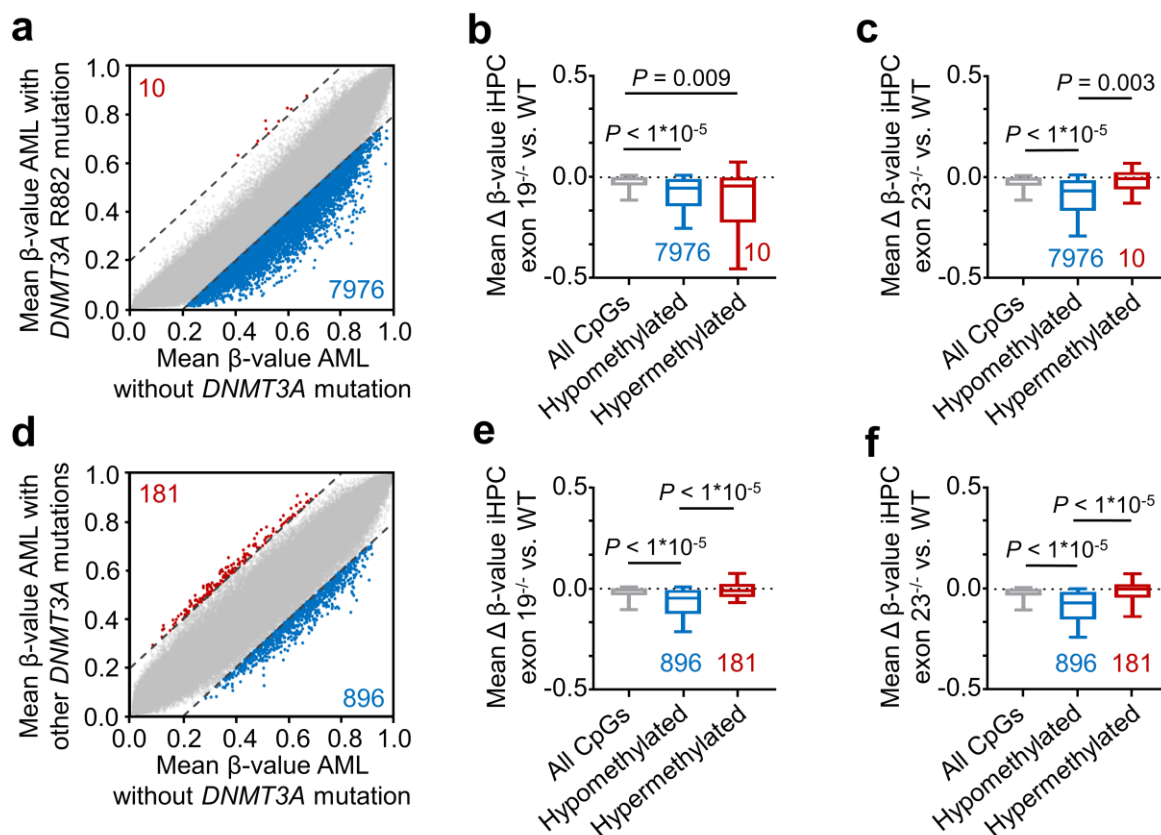 a
Mean β-value AML with
DNMT3A R882 mutation
1.0
0.8
0.6
0.4
0.2
0.0
10
7976
0.0 0.2 0.4 0.6 0.8 1.0
Mean β-value AML
without DNMT3A mutation
b
Mean Δ β-value iHPC
exon 19-/- vs. WT
0.5
0.0
-0.5
P = 0.009
P < 1*10-5
7976
10
All CpGs
Hypomethylated
Hypermethylated
c
Mean Δ β-value iHPC
exon 23-/- vs. WT
0.5
0.0
-0.5
P = 0.003
P < 1*10-5
7976
10
All CpGs
Hypomethylated
Hypermethylated
d
Mean β-value AML with
other DNMT3A mutations
1.0
0.8
0.6
0.4
0.2
0.0
181
896
0.0 0.2 0.4 0.6 0.8 1.0
Mean β-value AML
without DNMT3A mutation
e
Mean Δ β-value iHPC
exon 19-/- vs. WT
0.5
0.0
-0.5
P < 1*10-5
P < 1*10-5
896
181
All CpGs
Hypomethylated
Hypermethylated
f
Mean Δ β-value iHPC
exon 23-/- vs. WT
0.5
0.0
-0.5
P < 1*10-5
P < 1*10-5
896
181
All CpGs
Hypomethylated
Hypermethylated